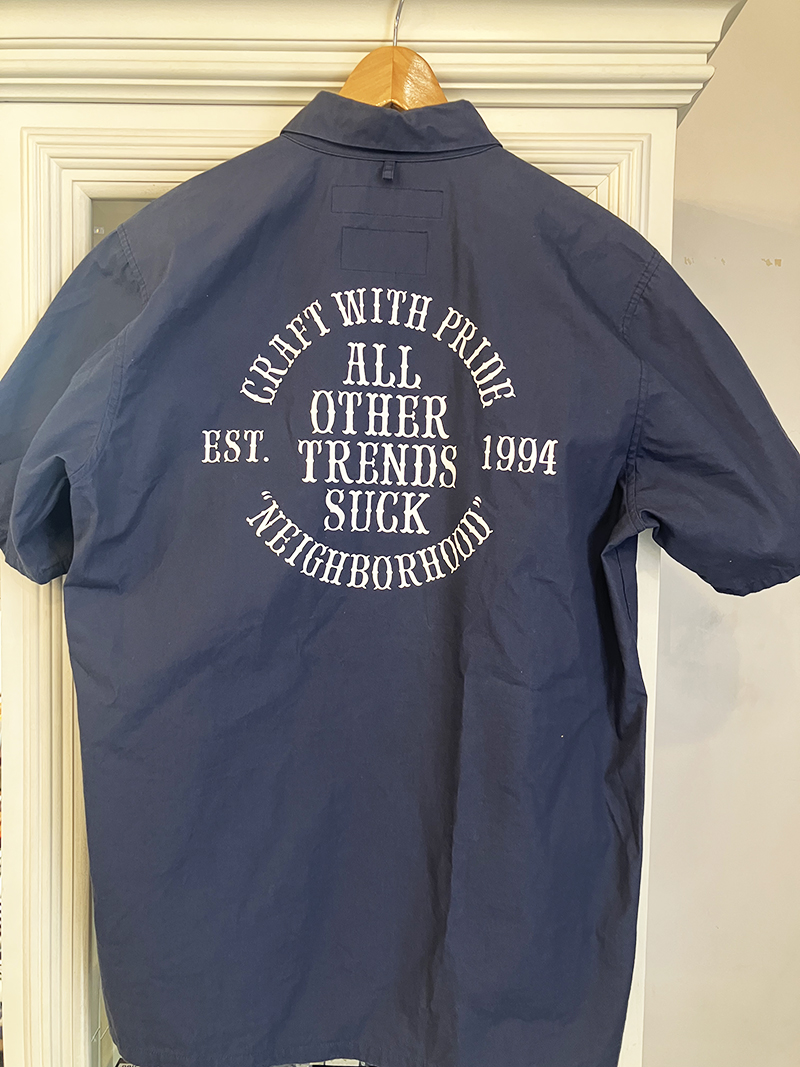 CRAFT WITH PRIDE
ALL
OTHER
EST. TRENDS 1994
SUCK
"NEIGHBORHOOD"